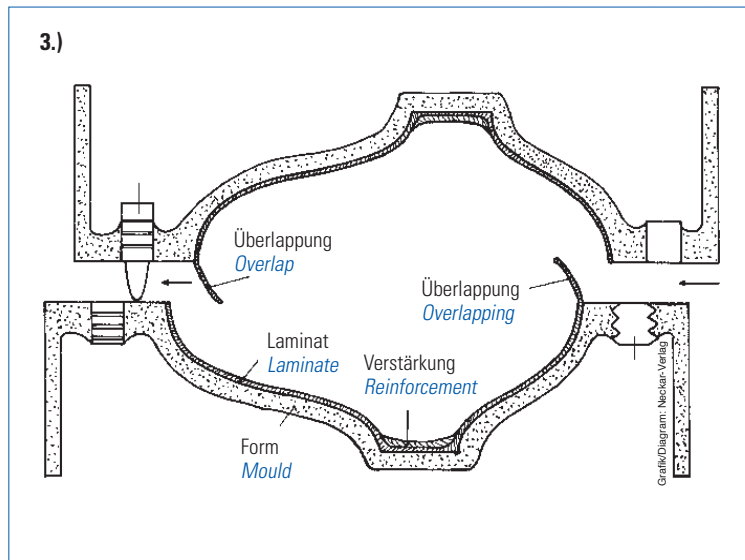 3.)
Überlappung
Overlap
Überlappung
Overlapping
Laminat
Laminate
Verstärkung
Reinforcement
Form
Mould
Grafik/Diagram: Neckar-Verlag